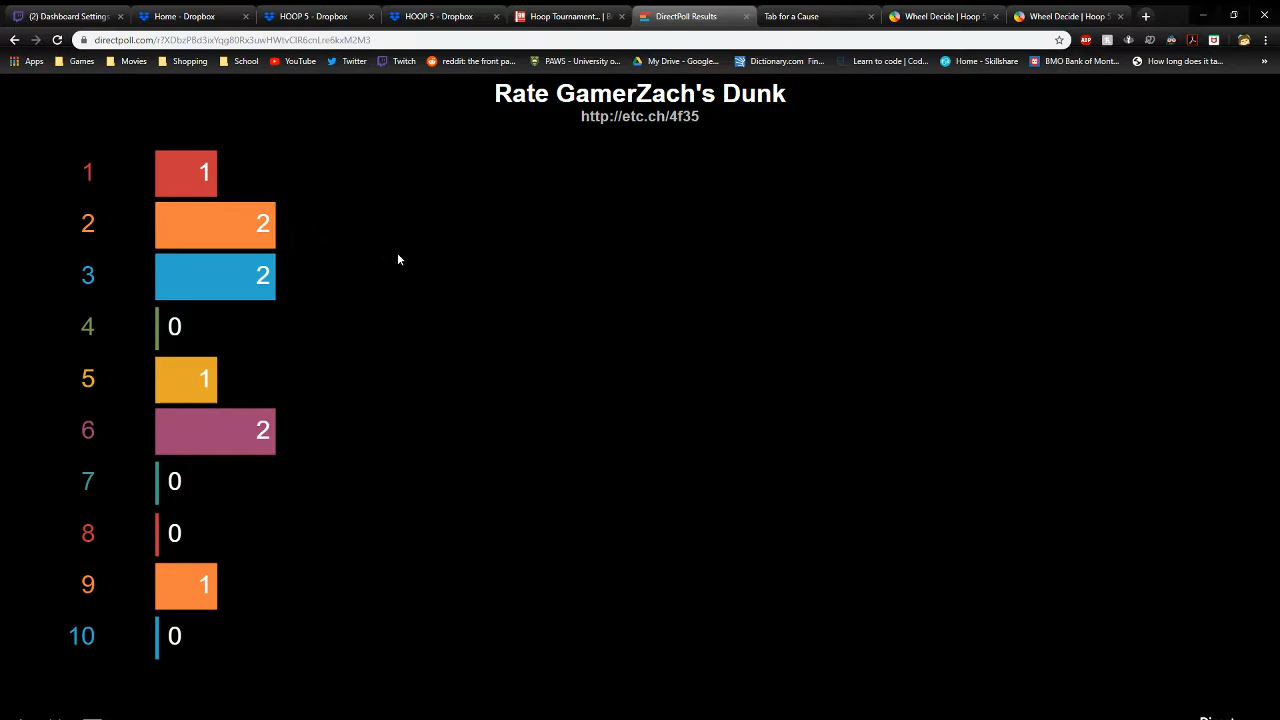 (2) Dashboard Settings
Home - Dropbox
HOOP 5 - Dropbox
HOOP 5 - Dropbox
Hoop Tournament... |
DirectPoll Results
Tab for a Cause
Wheel Decide | Hoop 5
Wheel Decide | Hoop 5
Apps
Games
Movies
Shopping
School
YouTube
Twitter
Twitch
reddit: the front pa...
PAWS - University o...
My Drive - Google...
Dictionary.com Fin...
Learn to code | Cod...
Home - Skillshare
BMO Bank of Mont...
How long does it ta...
»
Rate GamerZach's Dunk
http://etc.ch/4f35
1 1
2 2
3 2
4 0
5 1
6 2
7 0
8 0
9 1
10 0